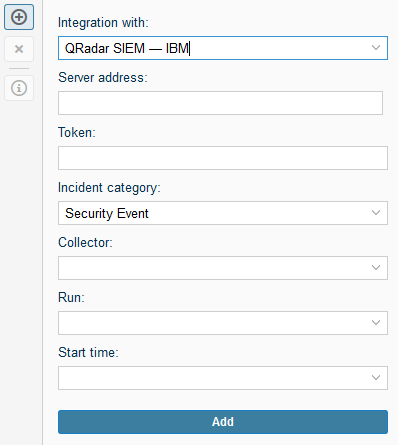 Integration with:
QRadar SIEM — IBM
Server address:
Token:
Incident category:
Security Event
Collector:
Run:
Start time:
Add